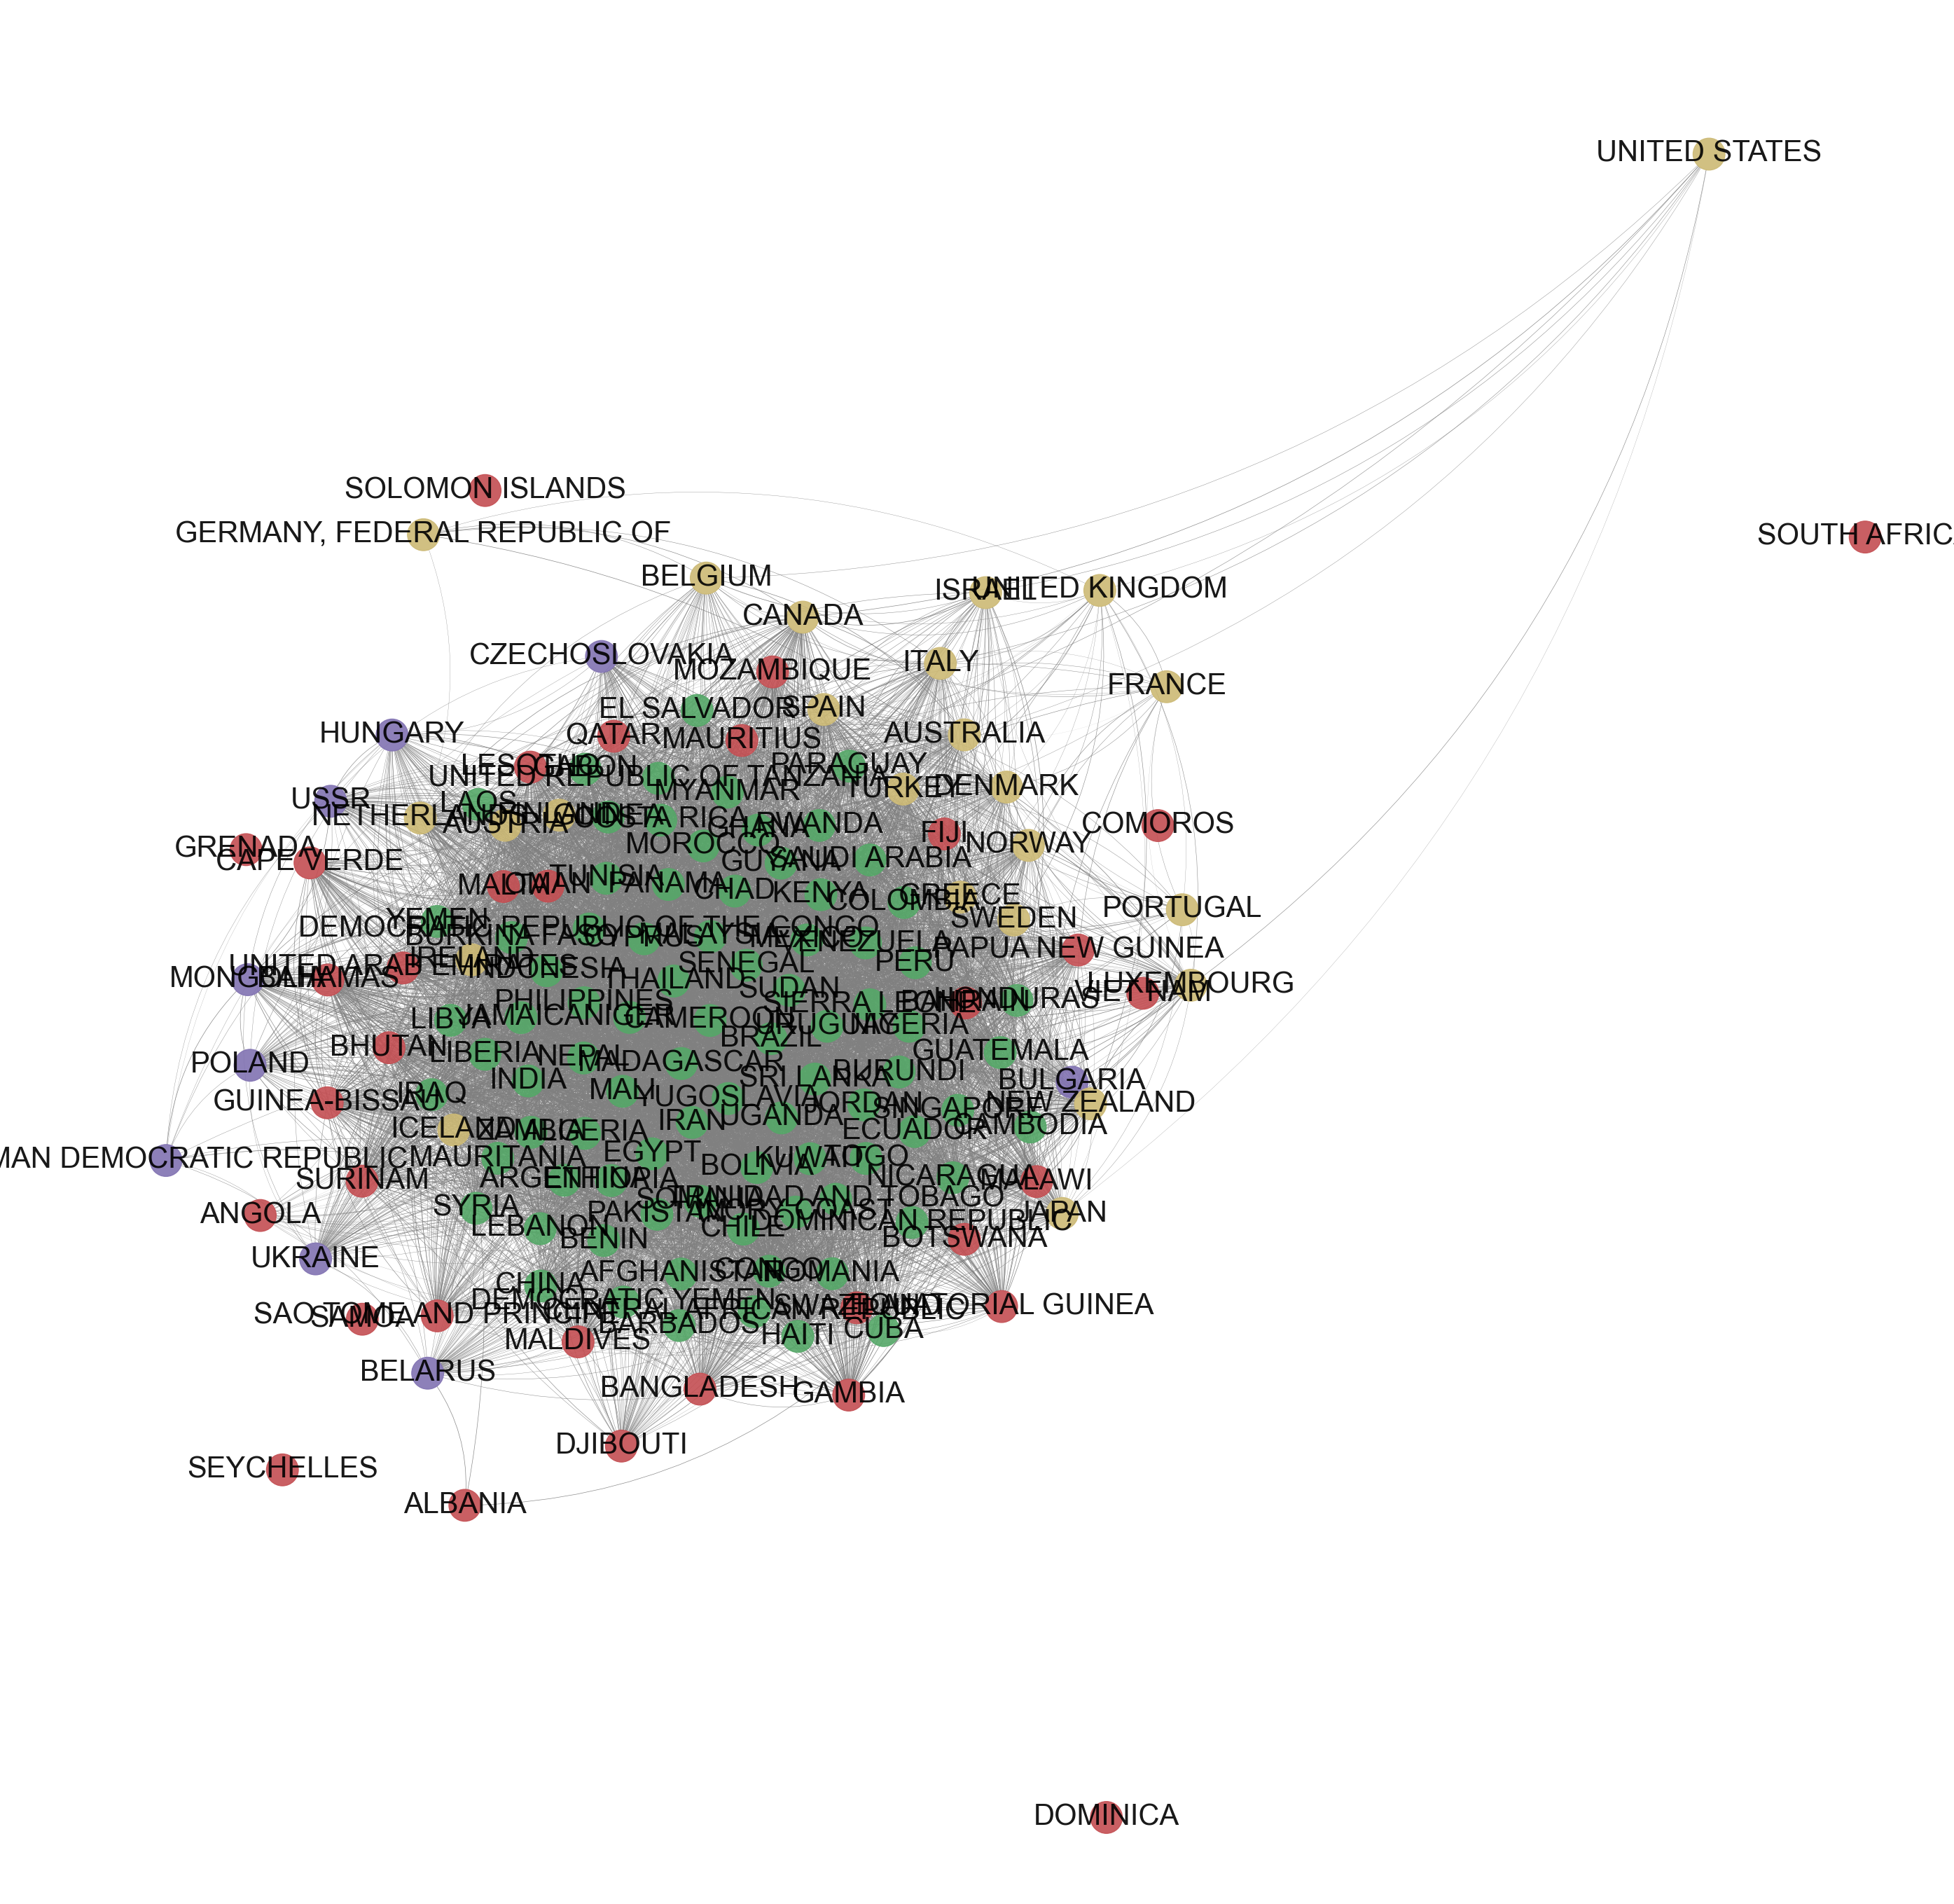 UNITED STATES
SOLOMON ISLANDS
GERMANY, FEDERAL REPUBLIC OF
SOUTH AFRIC
BELGIUM
ISRAEL
UNITED KINGDOM
CANADA
CZECHOSLOVAKIA
MOZAMBIQUE
ITALY
FRANCE
EL SALVADOR
SPAIN
HUNGARY
QATAR
MAURITIUS
AUSTRALIA
LESOTHO
GABON
PARAGUAY
UNITED REPUBLIC OF TANZANIA
MYANMAR
TURKEY
DENMARK
USSR
LAOS
NETHERLANDS
FINLAND
AUSTRIA
GUINEA
COSTA RICA
GHANA
RWANDA
FIJI
COMOROS
NORWAY
MOROCCO
GRENADA
CAPE VERDE
GUYANA
SAUDI ARABIA
MALTA
OMAN
TUNISIA
PANAMA
CHAD
KENYA
COLOMBIA
GREECE
SWEDEN
PORTUGAL
YEMEN
DEMOCRATIC REPUBLIC OF THE CONGO
BURKINA FASO
CYPRUS
MALAYSIA
MEXICO
VENEZUELA
PAPUA NEW GUINEA
IRELAND
UNITED ARAB EMIRATES
INDONESIA
SENEGAL
PERU
MONGOLIA
BAHAMAS
THAILAND
SUDAN
VIET NAM
LUXEMBOURG
PHILIPPINES
SIERRA LEONE
BAHRAIN
HONDURAS
LIBYA
JAMAICA
NIGER
CAMEROON
URUGUAY
NIGERIA
BRAZIL
BHUTAN
LIBERIA
NEPAL
MADAGASCAR
GUATEMALA
POLAND
INDIA
MALI
SRI LANKA
BURUNDI
BULGARIA
IRAQ
GUINEA-BISSAU
YUGOSLAVIA
JORDAN
SINGAPORE
NEW ZEALAND
ICELAND
ZAMBIA
ALGERIA
IRAN
UGANDA
ECUADOR
CAMBODIA
MAN DEMOCRATIC REPUBLIC
MAURITANIA
EGYPT
BOLIVIA
KUWAIT
TOGO
SURINAM
ARGENTINA
ETHIOPIA
NICARAGUA
MALAWI
SOMALIA
TRINIDAD AND TOBAGO
ANGOLA
SYRIA
PAKISTAN
IVORY COAST
JAPAN
LEBANON
BENIN
CHILE
DOMINICAN REPUBLIC
BOTSWANA
UKRAINE
CHINA
AFGHANISTAN
CONGO
ROMANIA
DEMOCRATIC YEMEN
SAO TOME AND PRINCIPE
SAMOA
CENTRAL AFRICAN REPUBLIC
SWAZILAND
EQUATORIAL GUINEA
BARBADOS
HAITI
CUBA
MALDIVES
BELARUS
BANGLADESH
GAMBIA
DJIBOUTI
SEYCHELLES
ALBANIA
DOMINICA